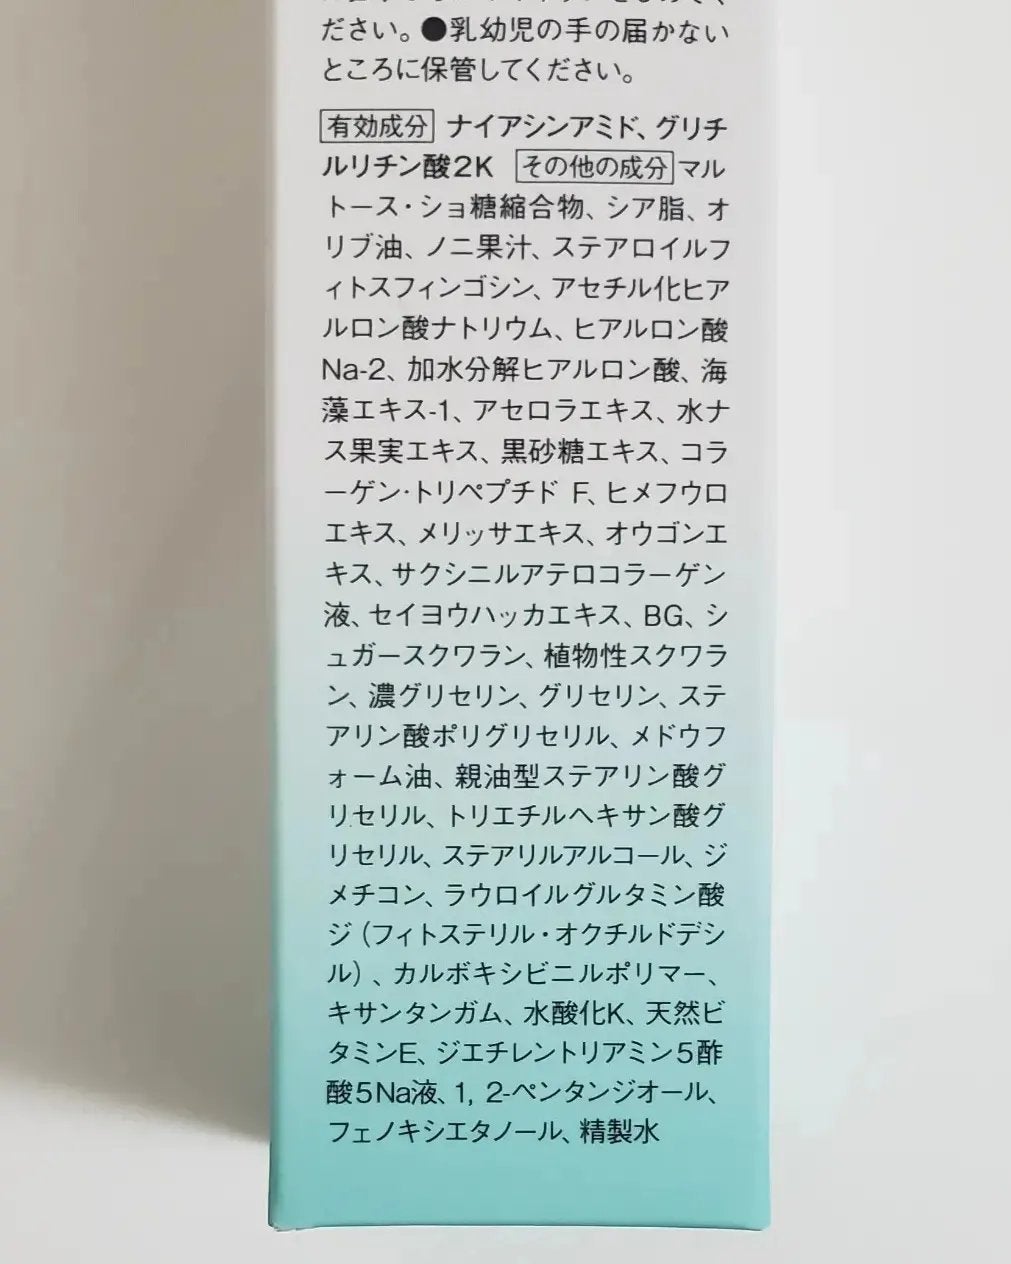 ださい。●乳幼児の手の届かない
ところに保管してください。
有効成分 ナイアシンアミド、グリチ
ルリチン酸2K その他の成分 マル
トース・ショ糖縮合物、シア脂、オ
リブ油、ノニ果汁、ステアロイルフ
ィトスフィンゴシン、アセチル化ヒア
ルロン酸ナトリウム、ヒアルロン酸
Na-2、加水分解ヒアルロン酸、海
藻エキス-1、アセロラエキス、水ナ
ス果実エキス、黒砂糖エキス、コラ
ーゲン・トリペプチド F、ヒメフウロ
エキス、メリッサエキス、オウゴンエ
キス、サクシニルアテロコラーゲン
液、セイヨウハッカエキス、BG、シ
ュガースクワラン、植物性スクワラ
ン、濃グリセリン、グリセリン、ステ
アリン酸ポリグリセリル、メドウフ
ォーム油、親油型ステアリン酸グ
リセリル、トリエチルヘキサン酸グ
リセリル、ステアリルアルコール、ジ
メチコン、ラウロイルグルタミン酸
ジ（フィトステリル・オクチルドデシ
ル）、カルボキシビニルポリマー、
キサンタンガム、水酸化K、天然ビ
タミンE、ジエチレントリアミン5酢
酸5Na液、1, 2-ペンタンジオール、
フェノキシエタノール、精製水